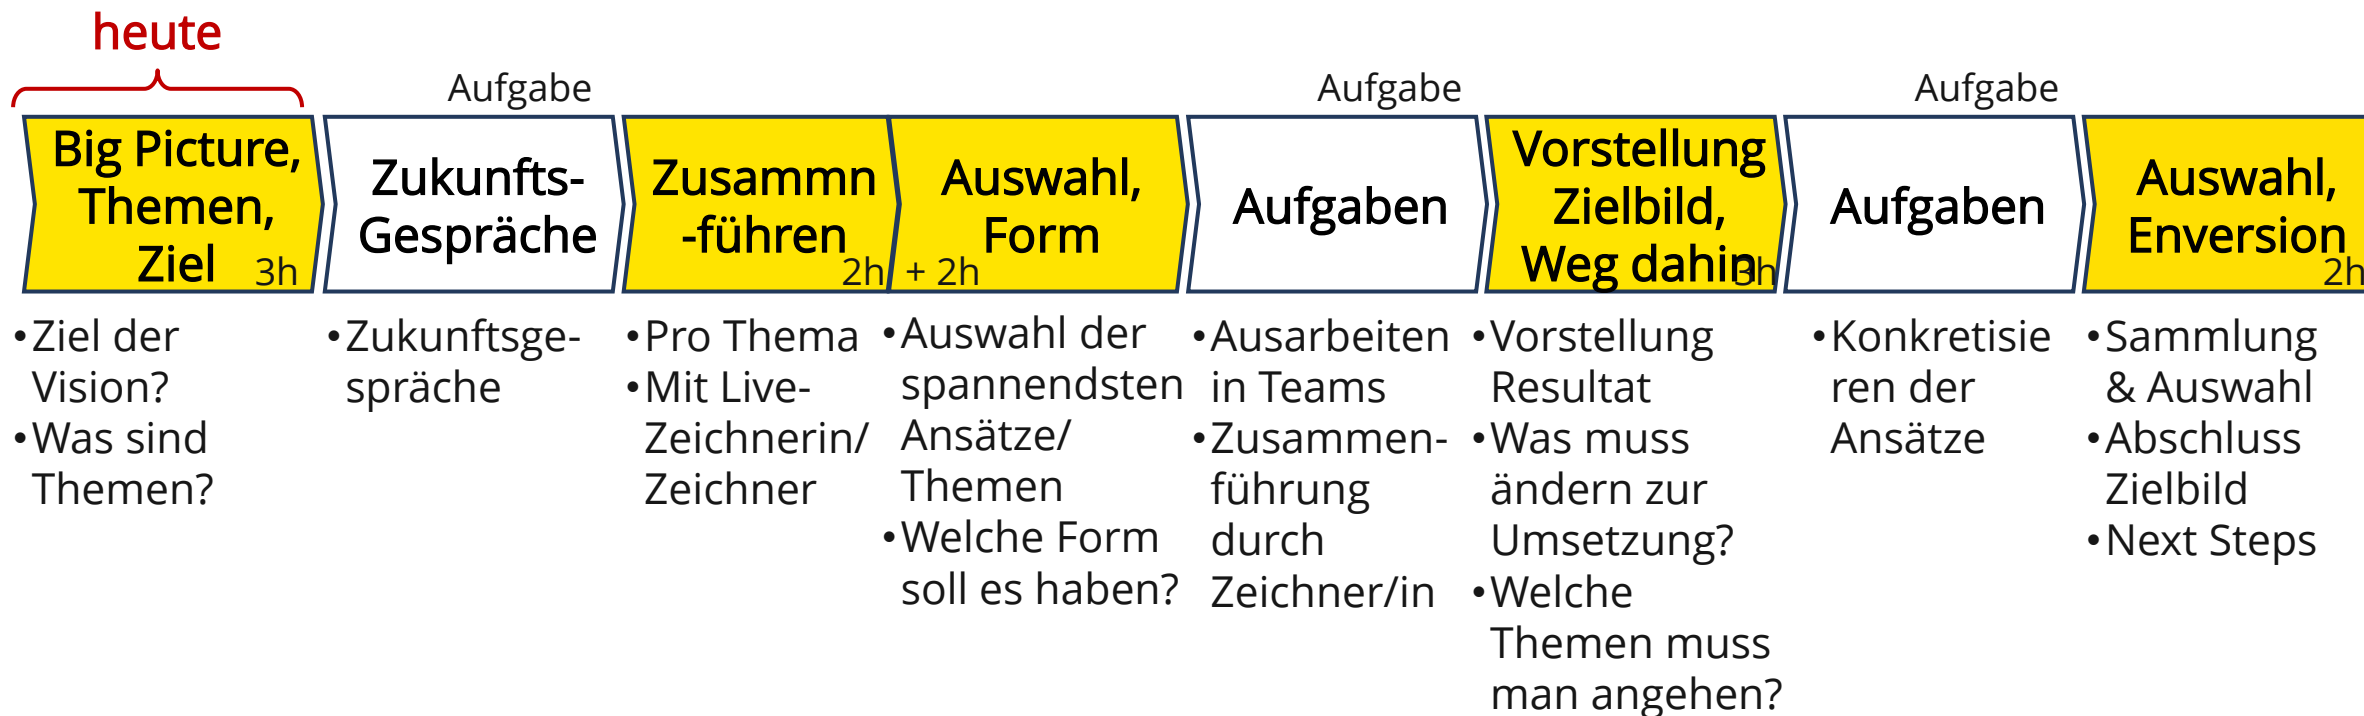 heute
Aufgabe
Aufgabe
Aufgabe
Big Picture,
Themen,
Ziel
3h
Zukunfts-
Gespräche
Zusammn
-führen
2h
Auswahl,
Form
+ 2h
Aufgaben
Vorstellung
Zielbild,
Weg dahin
3h
Aufgaben
Auswahl,
Enversion
2h
•Ziel der
Vision?
•Was sind
Themen?
•Zukunftsge-
spräche
•Pro Thema
•Mit Live-
Zeichnerin/
Zeichner
•Auswahl der
spannendsten
Ansätze/
Themen
•Welche Form
soll es haben?
•Ausarbeiten
in Teams
•Zusammen-
führung
durch
Zeichner/in
•Vorstellung
Resultat
•Was muss
ändern zur
Umsetzung?
•Welche
Themen muss
man angehen?
•Konkretisie
ren der
Ansätze
•Sammlung
& Auswahl
•Abschluss
Zielbild
•Next Steps